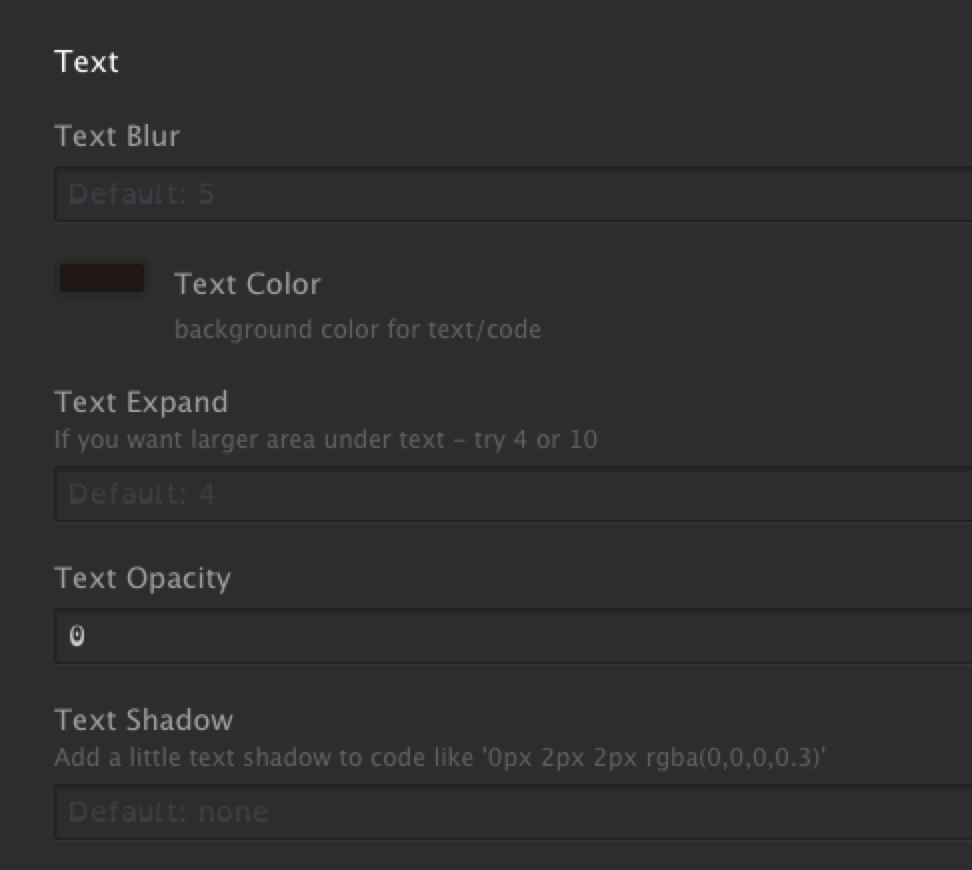 Text
Text Blur
Default: 5
Text Color
background color for text/code
Text Expand
If you want larger area under text – try 4 or 10
Default: 4
Text Opacity
0
Text Shadow
Add a little text shadow to code like '0px 2px 2px rgba(0,0,0,0.3)'
Default: none